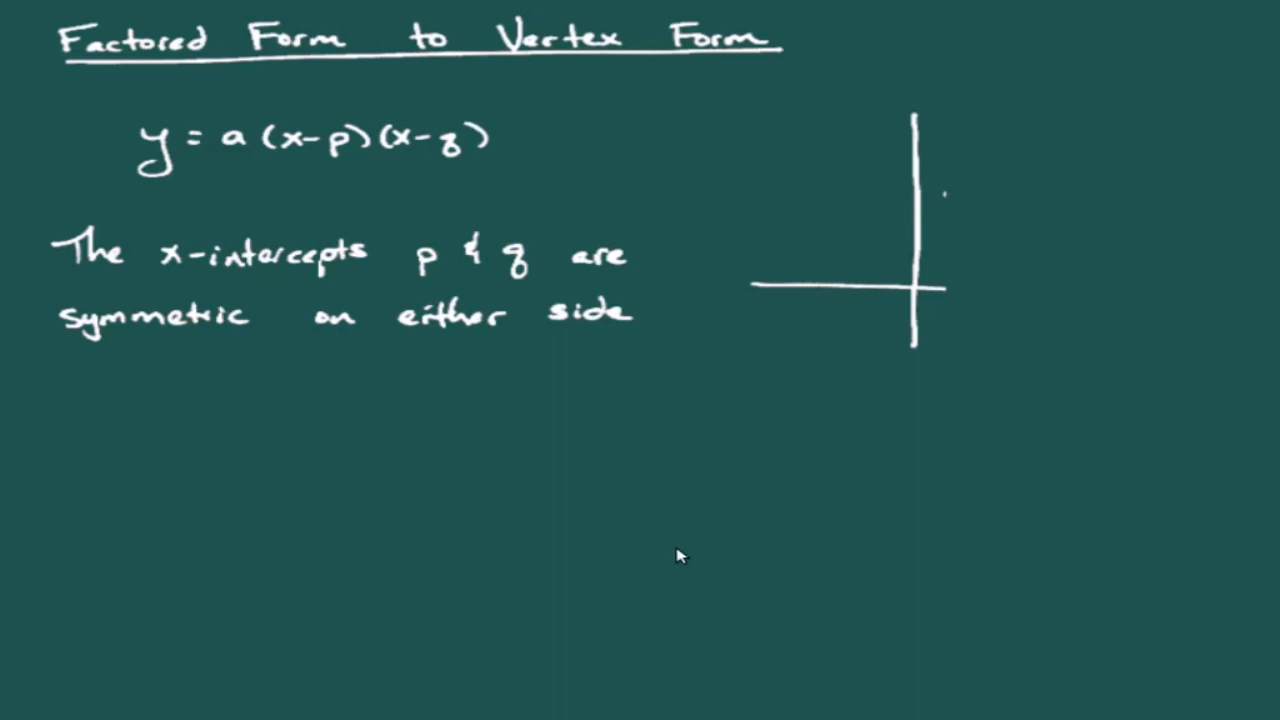 Factored Form to Vertex Form
y = a (x-p)(x-q)
The x-intercepts p & q are
symmetric on either side